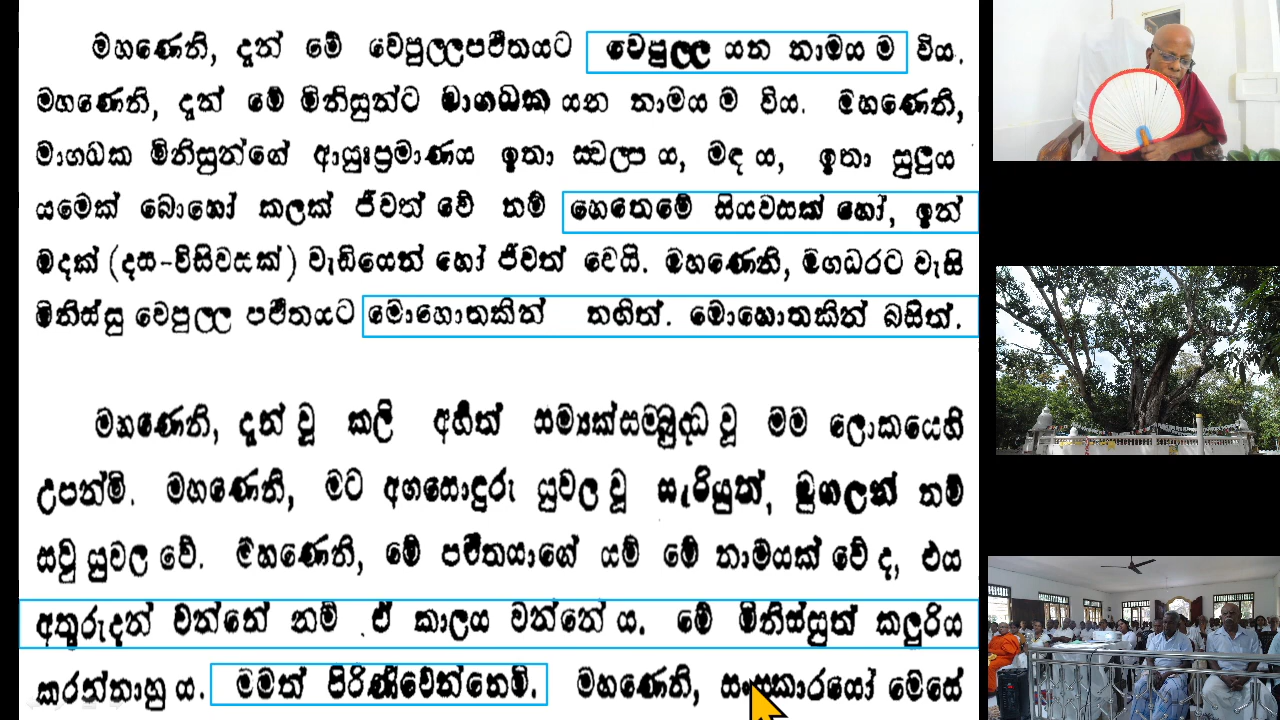 මහණෙනි, දැන් මේ වෙපුල්ලපර්‍වතයට වෙපුල්ල යන නාමය ම විය.
මහණෙනි, දැන් මේ මිනිසුන්ට මාගධක යන නාමය ම විය. මහණෙනි,
මාගධක මිනිසුන්ගේ ආයුඃප්‍රමාණය ඉතා ස්වල්ප ය, මඳ ය, ඉතා සුලුය
යමෙක් බොහෝ කලක් ජීවත් වේ නම් හෙතෙමේ සියවසක් හෝ, ඉන්
මදක් (දස-විසිවසක්) වැඩියෙන් හෝ ජීවත් වෙයි. මහණෙනි, මගධරට වැසි
මිනිස්සු වෙපුල්ල පර්‍වතයට මොහොතකින් නගිත්. මොහොතකින් බසිත්.
මහණෙනි, දැන් වූ කලි අර්හත් සම්‍යක්සම්බුද්ධ වූ මම ලොකයෙහි
උපන්මි. මහණෙනි, මට අගසොදුරු යුවල වූ සැරියුත්, මුගලන් නම්
සවු යුවල වේ. මහණෙනි, මේ පර්‍වතයාගේ යම් මේ නාමයක් වේ ද, එය
අතුරුදන් වන්නේ නම් ඒ කාලය වන්නේ ය. මේ මිනිස්සුත් කලුරිය
කරන්නාහු ය. මමත් පිරිණිවෙන්නෙමි. මහණෙනි, සංස්කාරයෝ මෙසේ